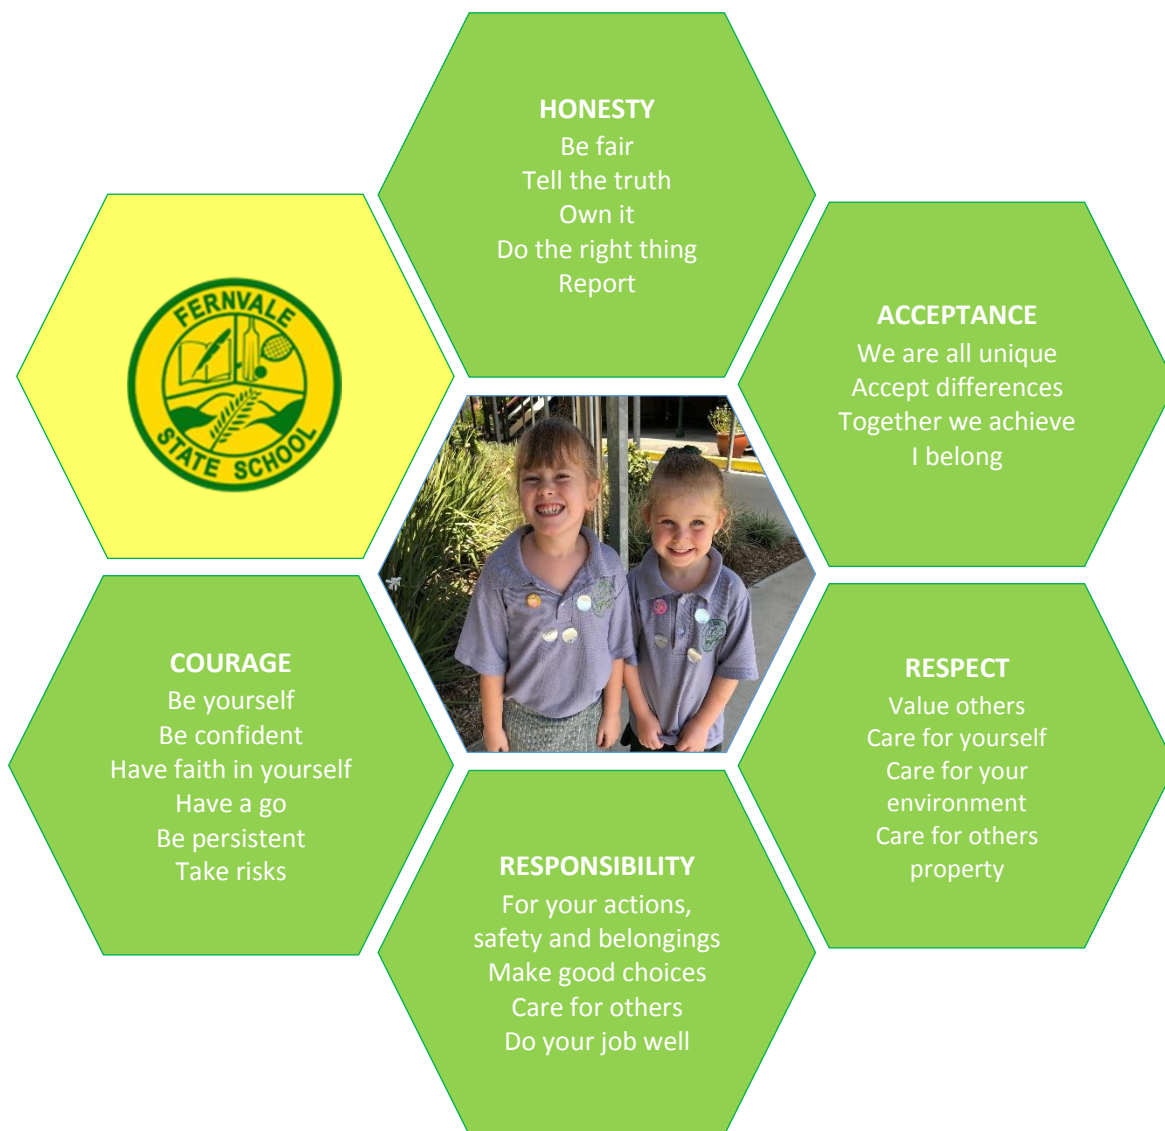 HONESTY
Be fair
Tell the truth
Own it
Do the right thing
Report
FERNVALE
STATE SCHOOL
ACCEPTANCE
We are all unique
Accept differences
Together we achieve
I belong
COURAGE
Be yourself
Be confident
Have faith in yourself
Have a go
Be persistent
Take risks
RESPECT
Value others
Care for yourself
Care for your
environment
Care for others
property
RESPONSIBILITY
For your actions,
safety and belongings
Make good choices
Care for others
Do your job well